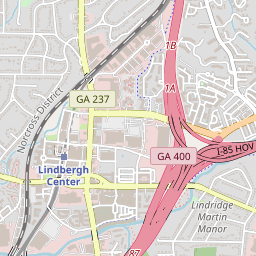 1B
1A
GA 237
Norcross District
I-85 HOV
GA 400
Lindbergh
Center
Lindridge
Martin
Manor
87